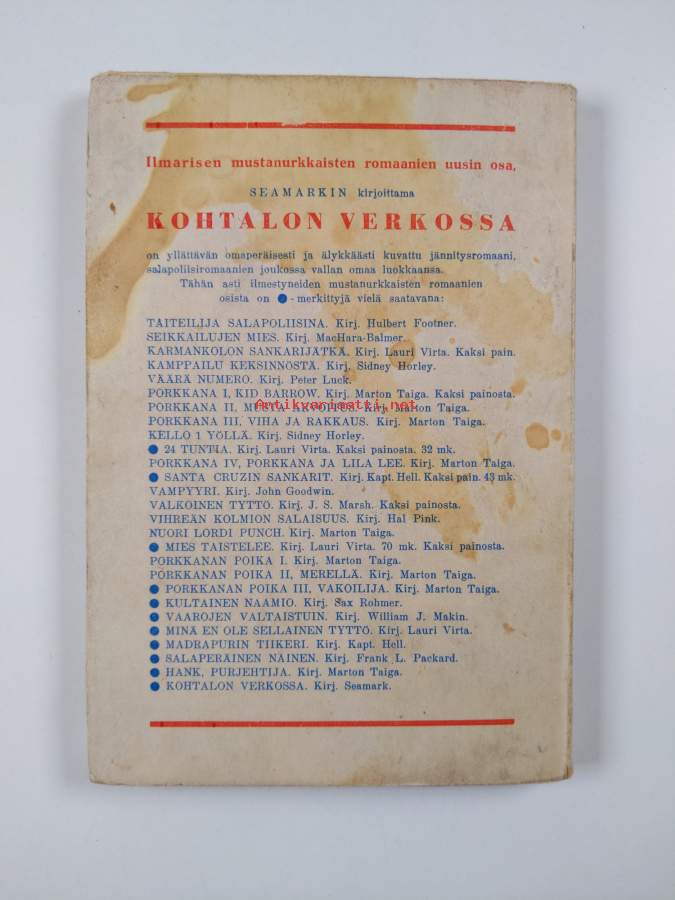 Ilmarisen mustanurkkaisten romaanien uusin osa,
SEAMARKIN kirjoittama
KOHTALON VERKOSSA
on yllättävän omaperäisesti ja älykkäästi kuvattu jännitysromaani,
salapoliisiromaanien joukossa vallan omaa luokkaansa.
Tähän asti ilmestyneiden mustanurkkaisten romaanien
osista on ●-merkittyjä vielä saatavana:
TAITEILIJA SALAPOLIISINA. Kirj. Hulbert Footner.
SEIKKAILUJEN MIES. Kirj. MacHara-Balmer.
KARMANKOLON SANKARIJÄTKÄ. Kirj. Lauri Virta. Kaksi pain.
KAMPPAILU KEKSINNÖSTÄ. Kirj. Sidney Horley.
VÄÄRÄ NUMERO. Kirj. Peter Luck.
PORKKANA I, KID BARROW. Kirj. Marton Taiga. Kaksi painosta.
Antikvariaatti.net
PORKKANA II, MUSTA ARVOITUS. Kirj. Marton Taiga.
PORKKANA III, VIHA JA RAKKAUS. Kirj. Marton Taiga.
KELLO 1 YÖLLÄ. Kirj. Sidney Horley.
● 24 TUNTIA. Kirj. Lauri Virta. Kaksi painosta. 32 mk.
PORKKANA IV, PORKKANA JA LILA LEE. Kirj. Marton Taiga.
● SANTA CRUZIN SANKARIT. Kirj. Kapt. Hell. Kaksi pain. 43 mk.
VAMPYYRI. Kirj. John Goodwin.
VALKOINEN TYTTÖ. Kirj. J. S. Marsh. Kaksi painosta.
VIHREÄN KOLMION SALAISUUS. Kirj. Hal Pink.
NUORI LORDI PUNCH. Kirj. Marton Taiga.
● MIES TAISTELEE. Kirj. Lauri Virta. 70 mk. Kaksi painosta.
PORKKANAN POIKA I. Kirj. Marton Taiga.
PORKKANAN POIKA II, MERELLÄ. Kirj. Marton Taiga.
● PORKKANAN POIKA III, VAKOILIJA. Kirj. Marton Taiga.
● KULTAINEN NAAMIO. Kirj. Sax Rohmer.
● VAAROJEN VALTAISTUIN. Kirj. William J. Makin.
● MINÄ EN OLE SELLAINEN TYTTÖ. Kirj. Lauri Virta.
● MADRAPURIN TIIKERI. Kirj. Kapt. Hell.
● SALAPERÄINEN NAINEN. Kirj. Frank L. Packard.
● HANK, PURJEHTIJA. Kirj. Marton Taiga.
● KOHTALON VERKOSSA. Kirj. Seamark.